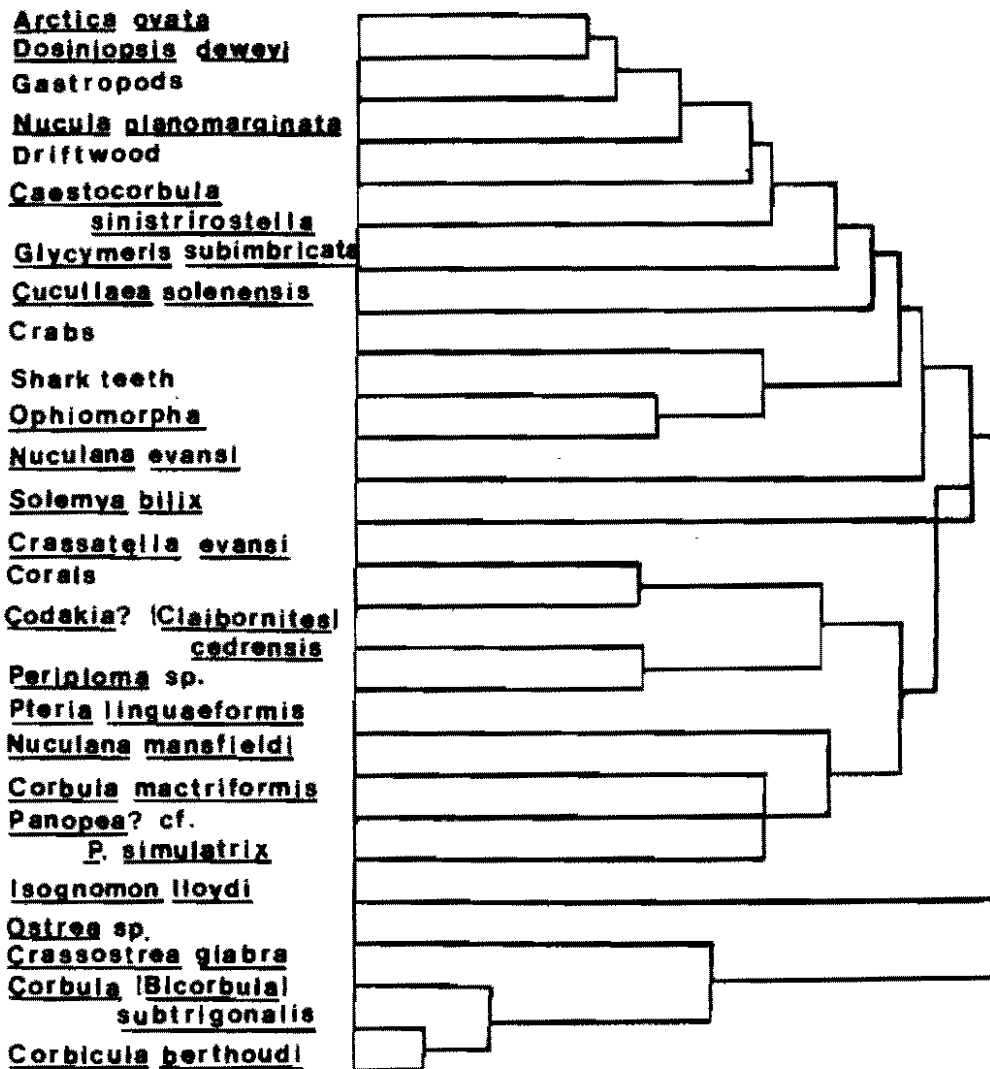 Arctica ovata
Dosiniopsis deweyi
Gastropods
Nucula planomarginata
Driftwood
Caestocorbula
sinistrirostella
Glycymeris subimbricata
Cucullaea solenensis
Crabs
Shark teeth
Ophiomorpha
Nuculana evansi
Solemya bilix
Crassatella evansi
Corals
Codakia? (Claibornites)
cedrensis
Periploma sp.
Pteria linguaeformis
Nuculana mansfieldi
Corbula mactriformis
Panopea? cf.
P. simulatrix
Isognomon lloydi
Ostrea sp.
Crassostrea glabra
Corbula (Bicorbula)
subtrigonalis
Corbicula berthoudi